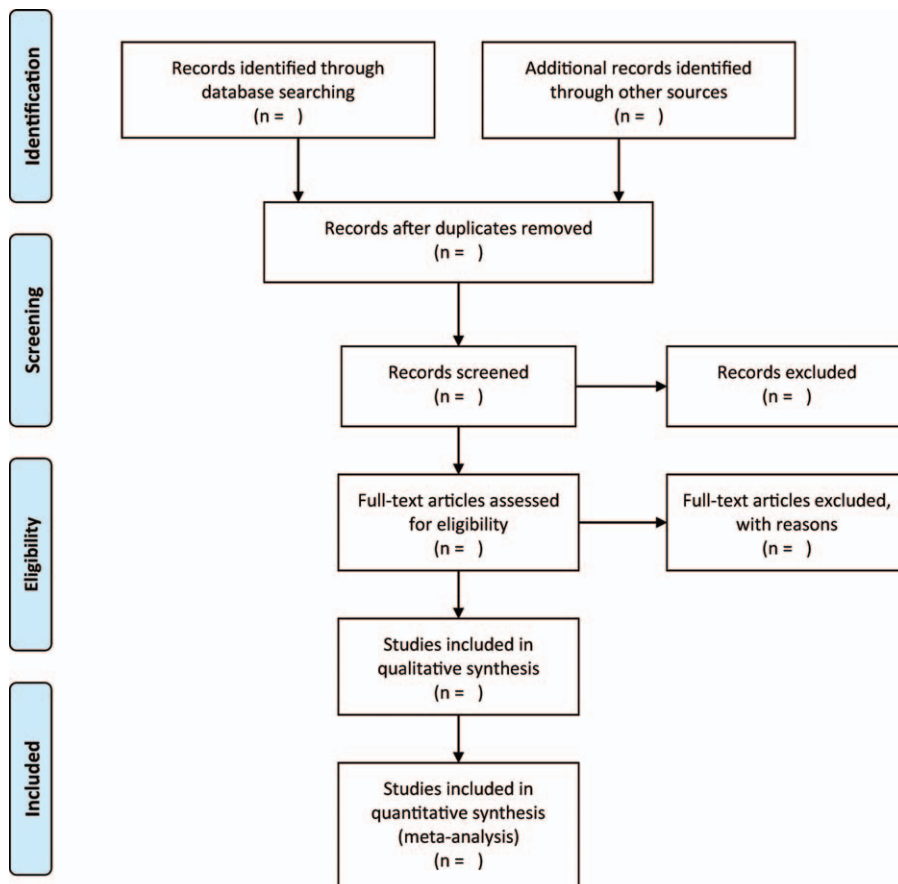 Identification
Records identified through
database searching
(n =   )
Additional records identified
through other sources
(n =   )
Records after duplicates removed
(n =   )
Screening
Records screened
(n =   )
Records excluded
(n =   )
Eligibility
Full-text articles assessed
for eligibility
(n =   )
Full-text articles excluded,
with reasons
(n =   )
Studies included in
qualitative synthesis
(n =   )
Included
Studies included in
quantitative synthesis
(meta-analysis)
(n =   )